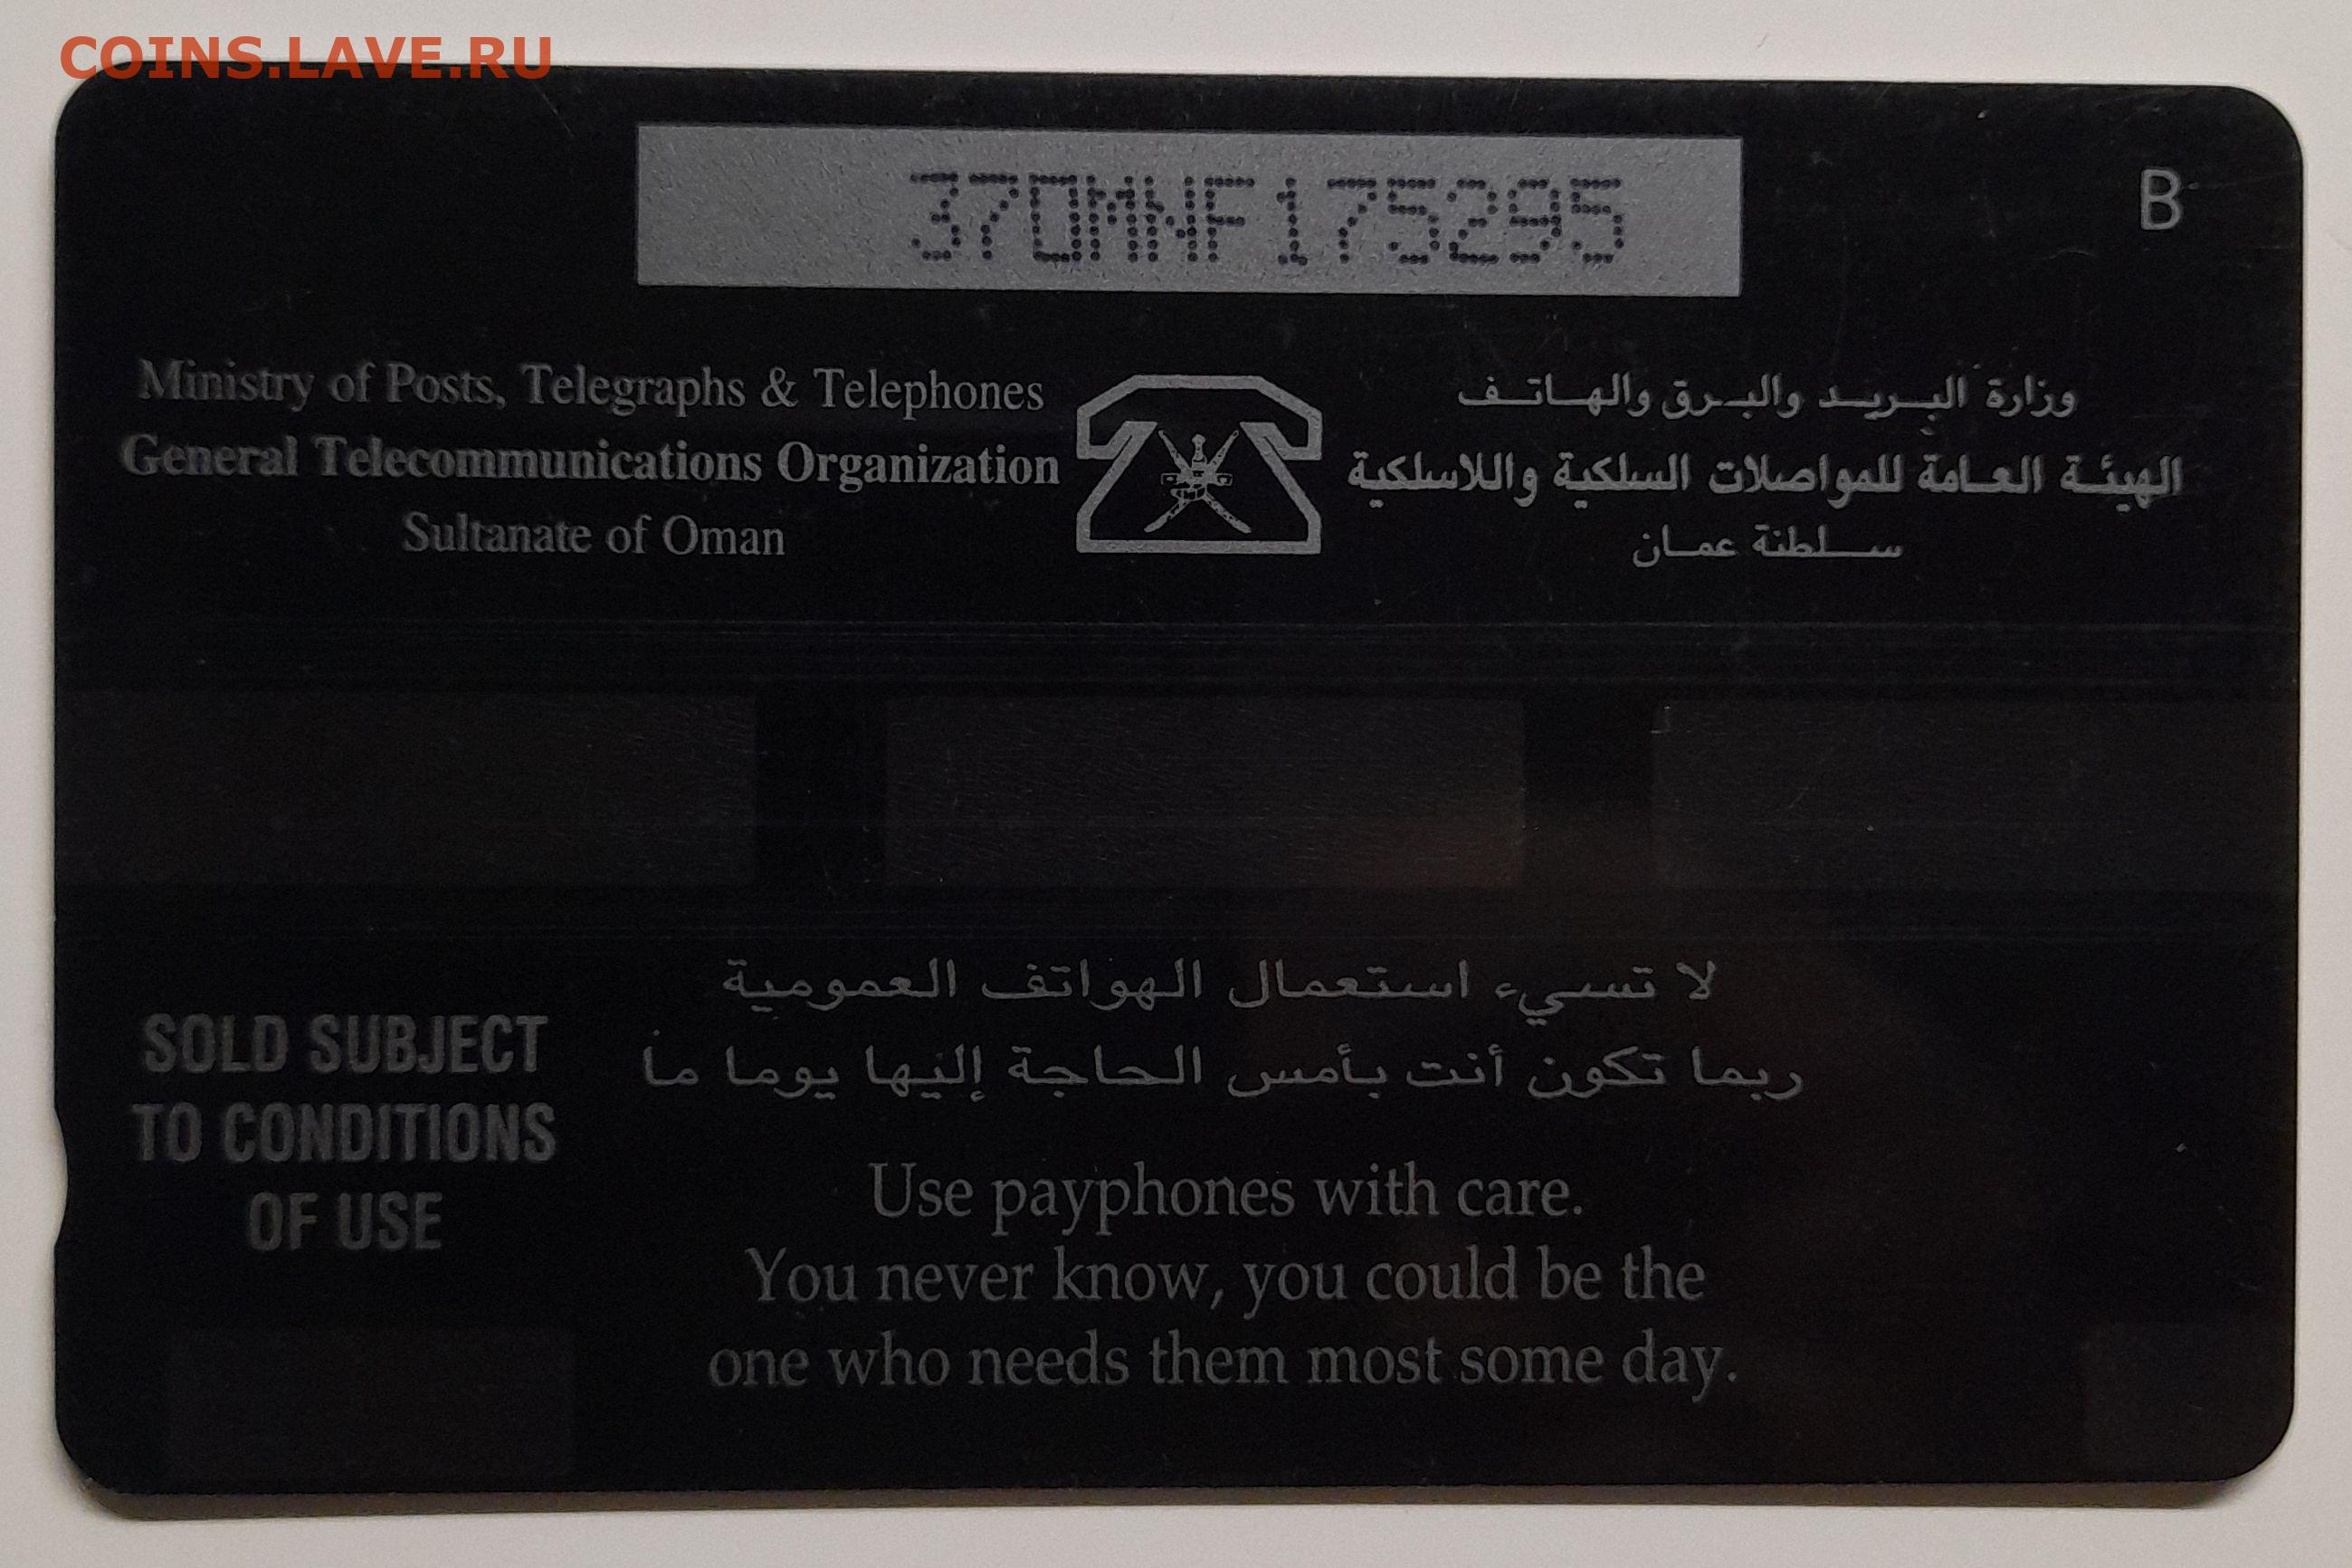 COINS.LAVE.RU
37OMNNF175295
B
Ministry of Posts, Telegraphs & Telephones
General Telecommunications Organization
Sultanate of Oman
وزارة البريد والبرق والهاتف
الهيئة العامة للمواصلات السلكية واللاسلكية
سلطنة عمان
لا تسيء استعمال الهواتف العمومية
ربما تكون أنت بأمس الحاجة إليها يوما ما
SOLD SUBJECT
TO CONDITIONS
OF USE
Use payphones with care.
You never know, you could be the
one who needs them most some day.